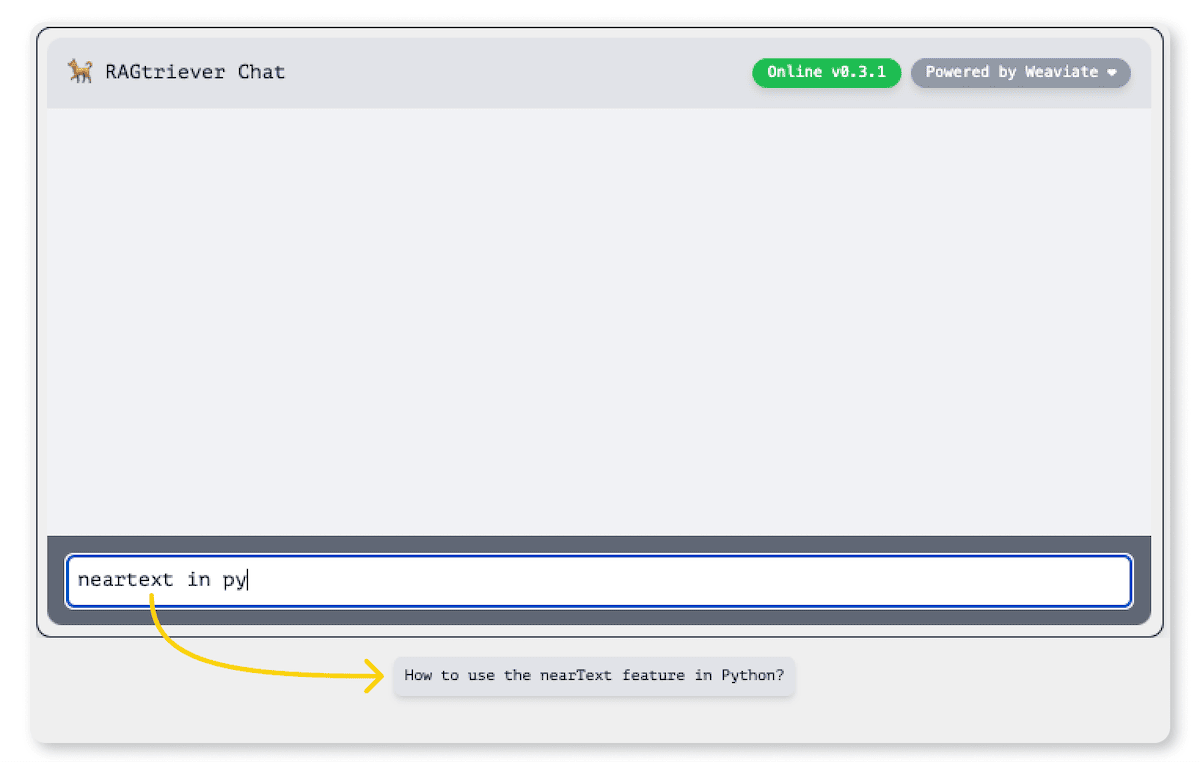 RAGtriever Chat
Online v0.3.1
Powered by Weaviate ❤
neartext in py
How to use the nearText feature in Python?